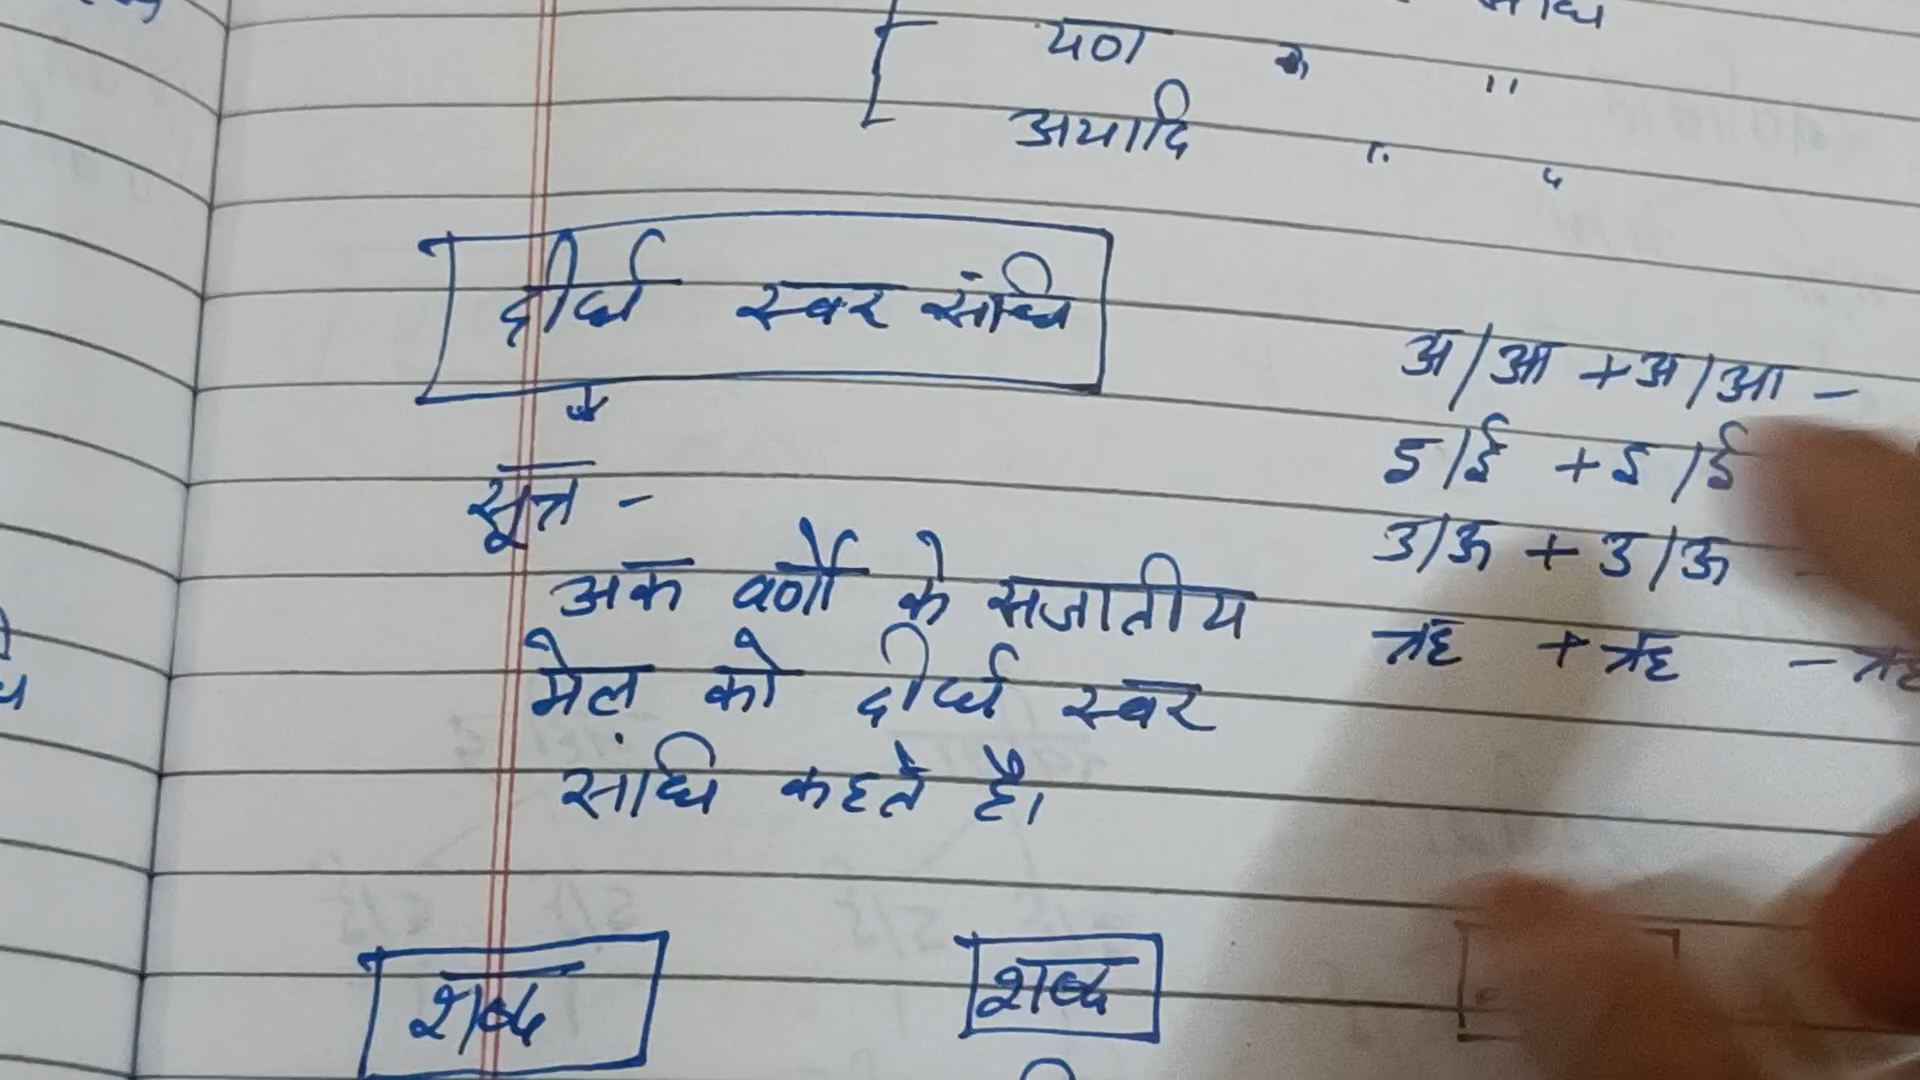 संधि
यण
अयादि
दीर्घ स्वर संधि
सूत्र -
अक वर्णों के सजातीय
मेल को दीर्घ स्वर
संधि कहते है।
अ/आ + अ/आ -
इ/ई + इ/ई
उ/ऊ + उ/ऊ -
ऋ + ऋ - ऋ
शब्द
शब्द